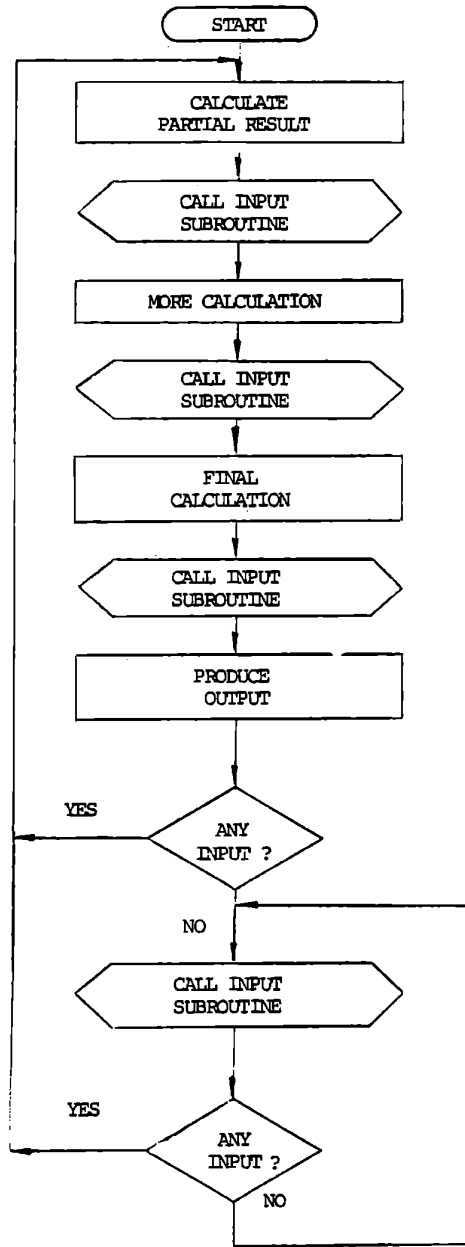 START
CALCULATE
PARTIAL RESULT
CALL INPUT
SUBROUTINE
MORE CALCULATION
CALL INPUT
SUBROUTINE
FINAL
CALCULATION
CALL INPUT
SUBROUTINE
PRODUCE
OUTPUT
YES
ANY
INPUT ?
NO
CALL INPUT
SUBROUTINE
YES
ANY
INPUT ?
NO